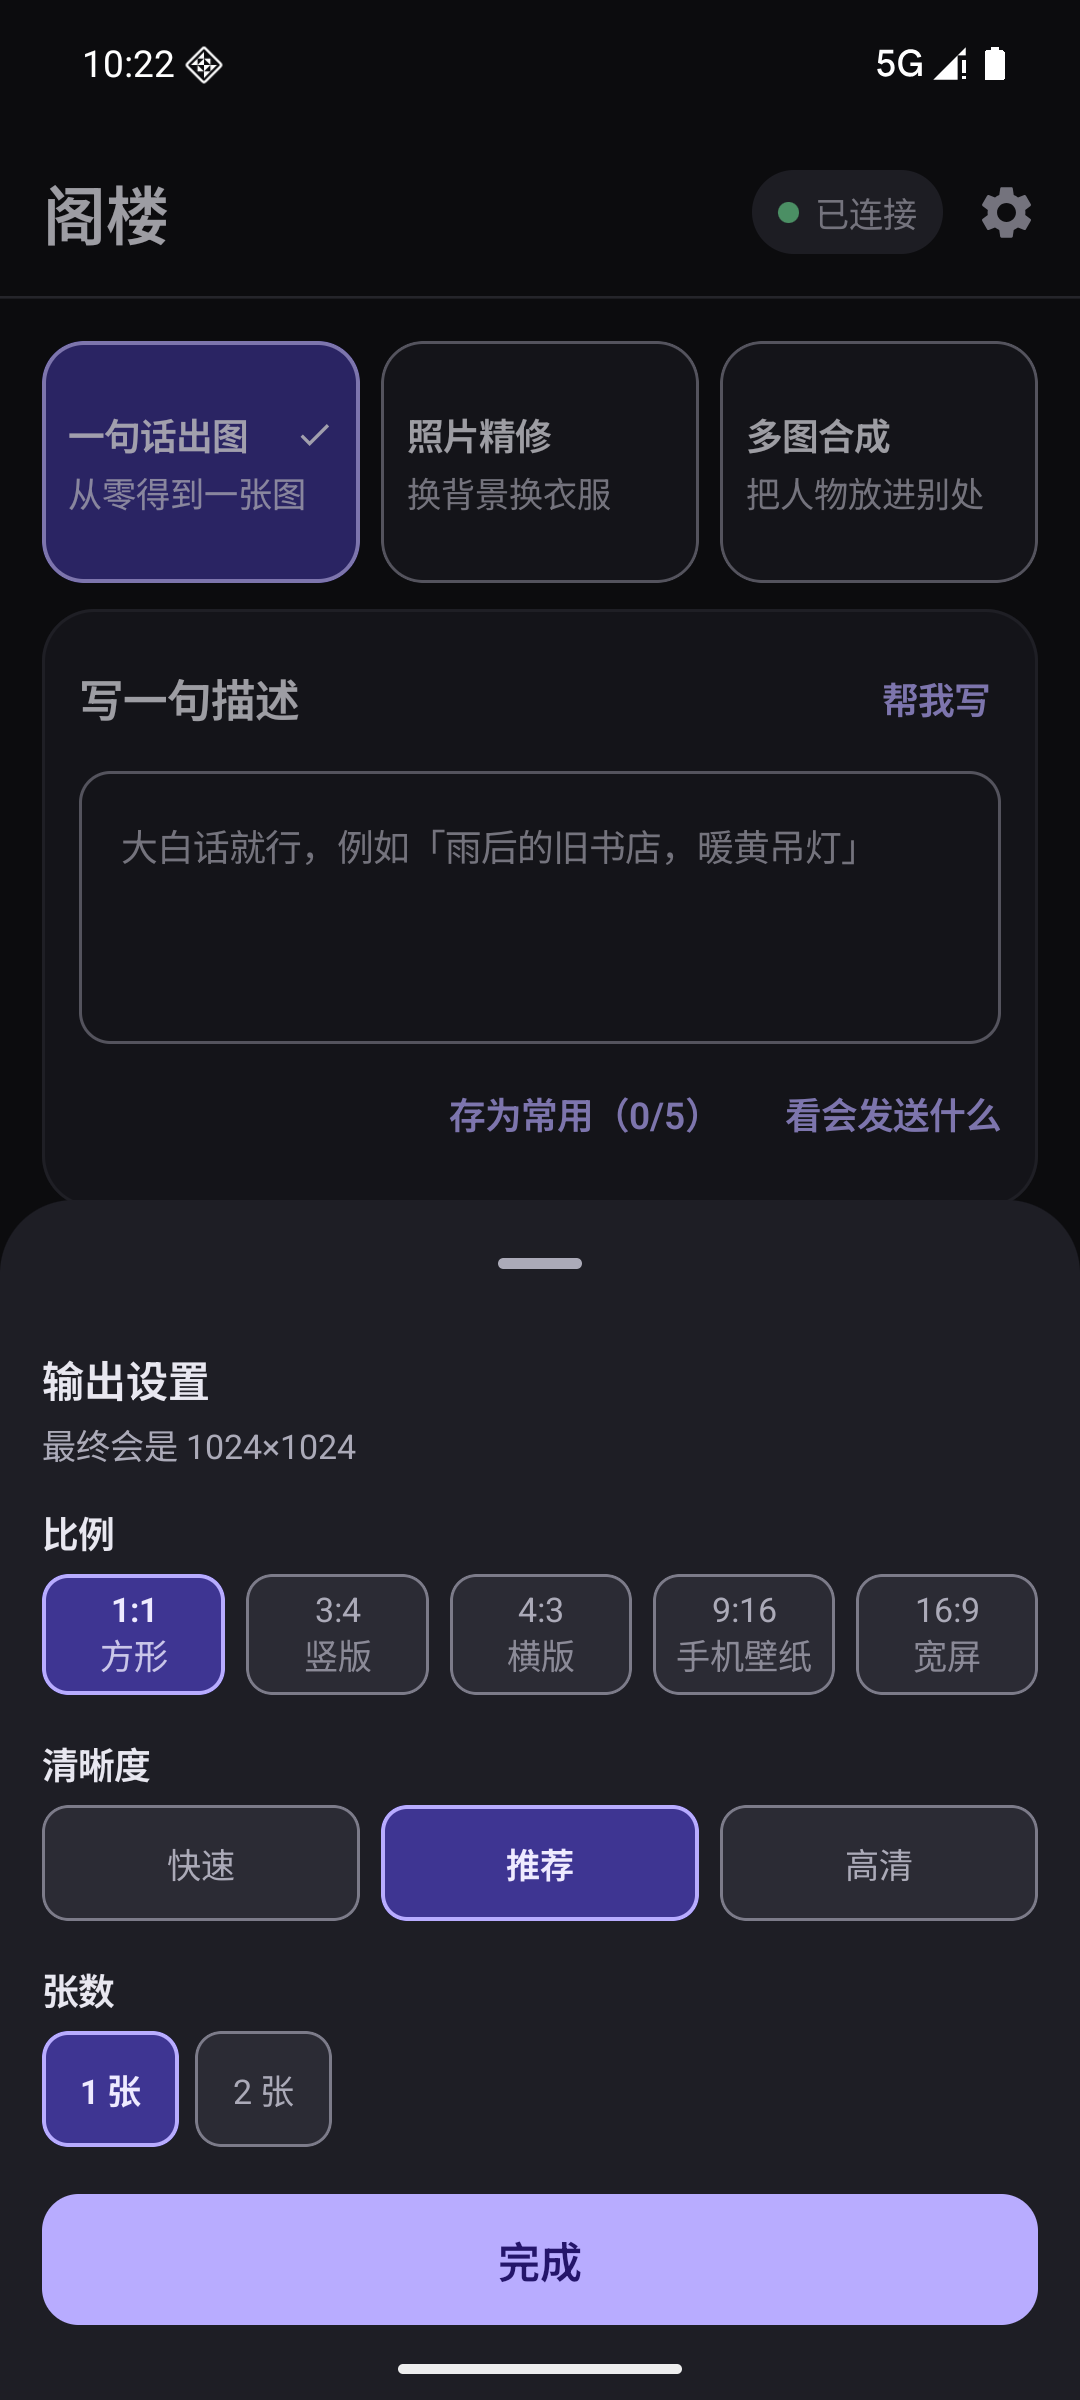 10:22
5G
阁楼
已连接
一句话出图
从零得到一张图
照片精修
换背景换衣服
多图合成
把人物放进别处
写一句描述
帮我写
大白话就行，例如「雨后的旧书店，暖黄吊灯」
存为常用（0/5）
看会发送什么
输出设置
最终会是 1024×1024
比例
1:1
方形
3:4
竖版
4:3
横版
9:16
手机壁纸
16:9
宽屏
清晰度
快速
推荐
高清
张数
1 张
2 张
完成